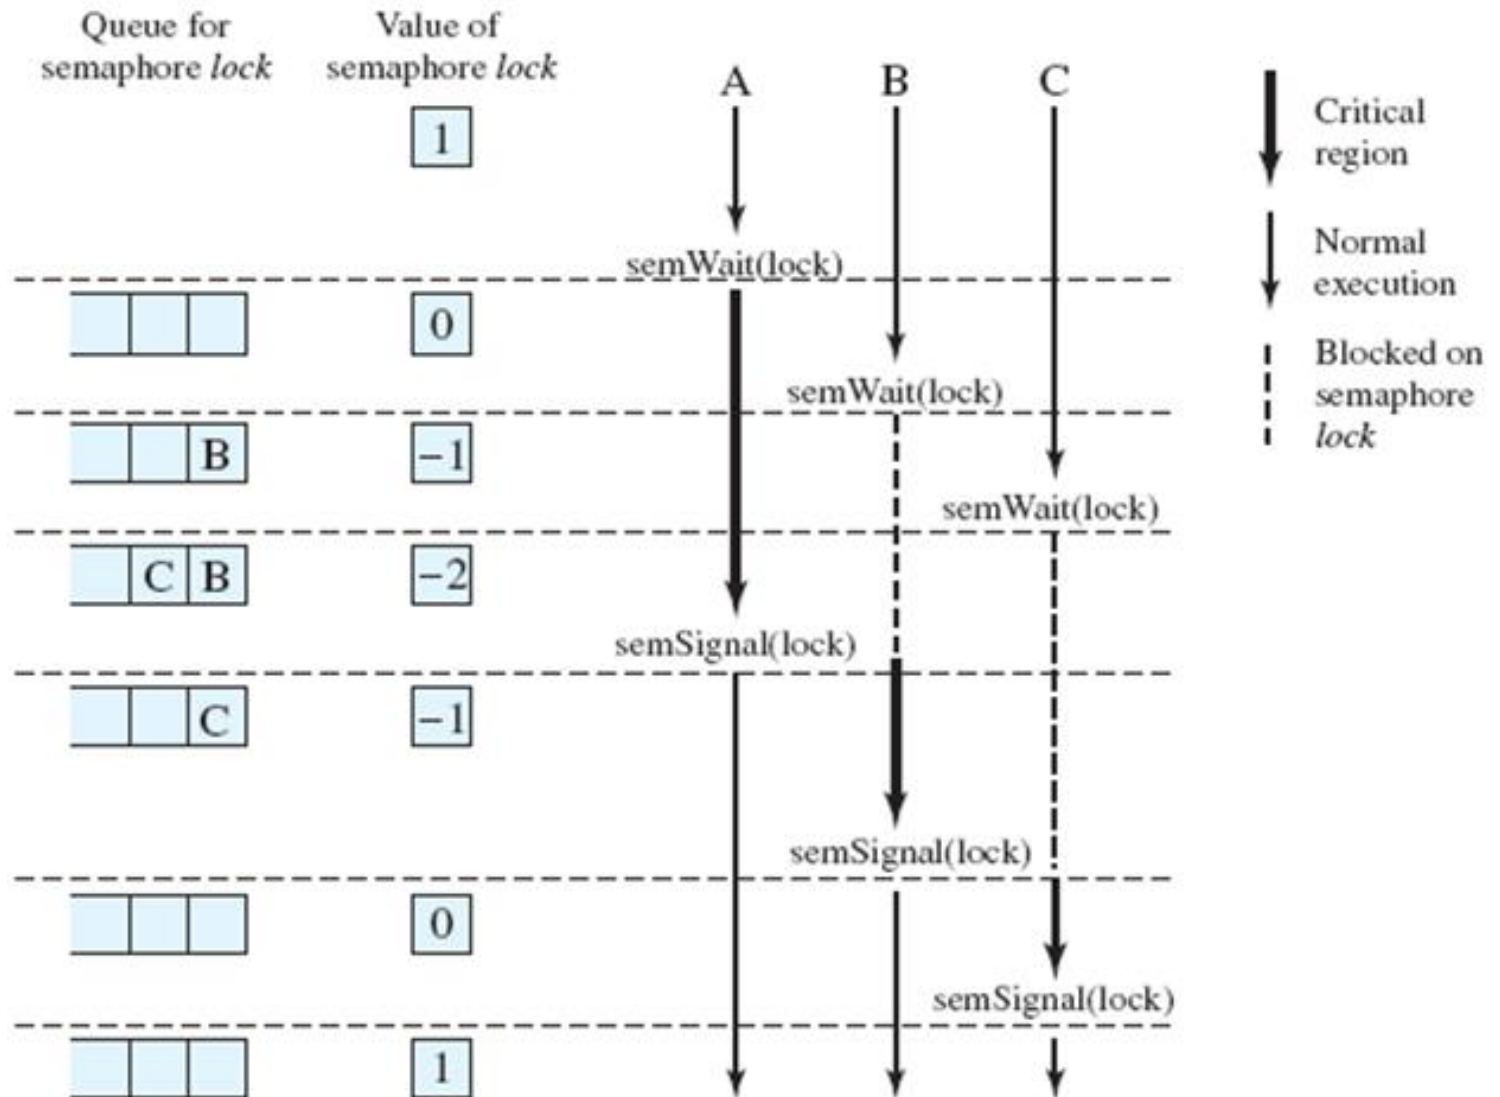 Queue for
semaphore lock
Value of
semaphore lock
A
B
C
1
Critical
region
Normal
execution
semWait(lock)
0
Blocked on
semaphore
lock
semWait(lock)
B
−1
semWait(lock)
C B
−2
semSignal(lock)
C
−1
semSignal(lock)
0
semSignal(lock)
1